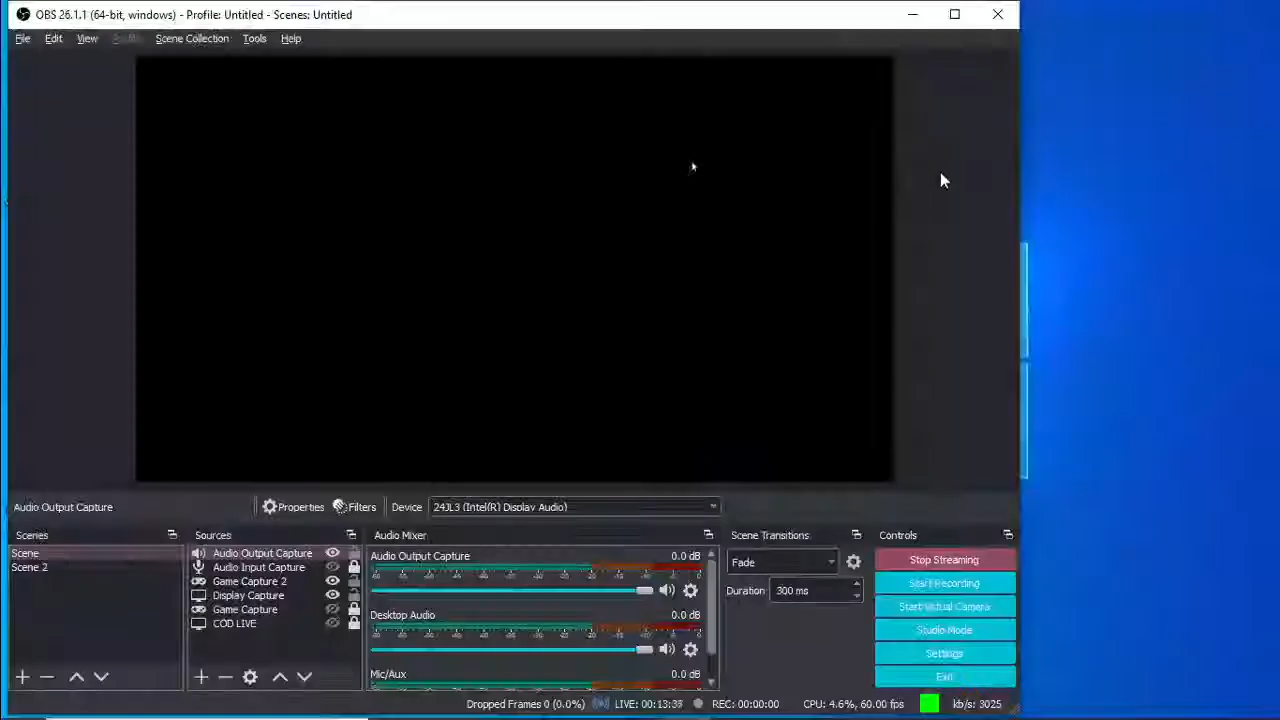 OBS 26.1.1 (64-bit, windows) - Profile: Untitled - Scenes: Untitled
File Edit View Profile Scene Collection Tools Help
Audio Output Capture Properties Filters Device 24JL3 (Intel(R) Display Audio)
Scenes
Scene
Scene 2
Sources
Audio Output Capture
Audio Input Capture
Game Capture 2
Display Capture
Game Capture
COD LIVE
Audio Mixer
Audio Output Capture 0.0 dB
Desktop Audio 0.0 dB
Mic/Aux 0.0 dB
Scene Transitions
Fade
Duration 300 ms
Controls
Stop Streaming
Start Recording
Start Virtual Camera
Studio Mode
Settings
Exit
Dropped Frames 0 (0.0%) LIVE: 00:13:33 REC: 00:00:00 CPU: 4.6%, 60.00 fps kb/s: 3025